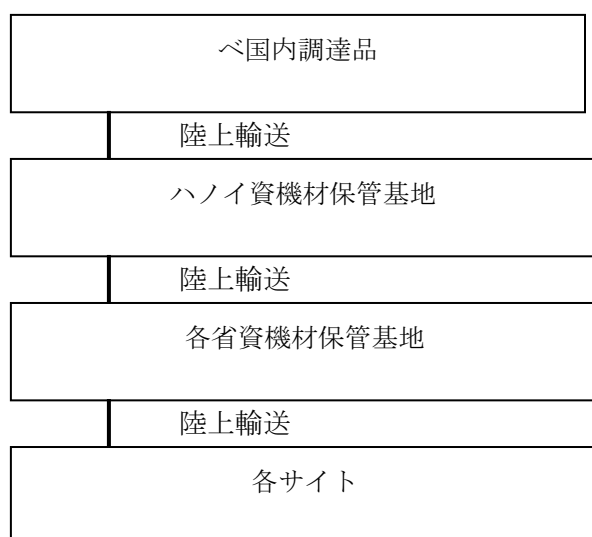 ベ国内調達品
陸上輸送
ハノイ資機材保管基地
陸上輸送
各省資機材保管基地
陸上輸送
各サイト